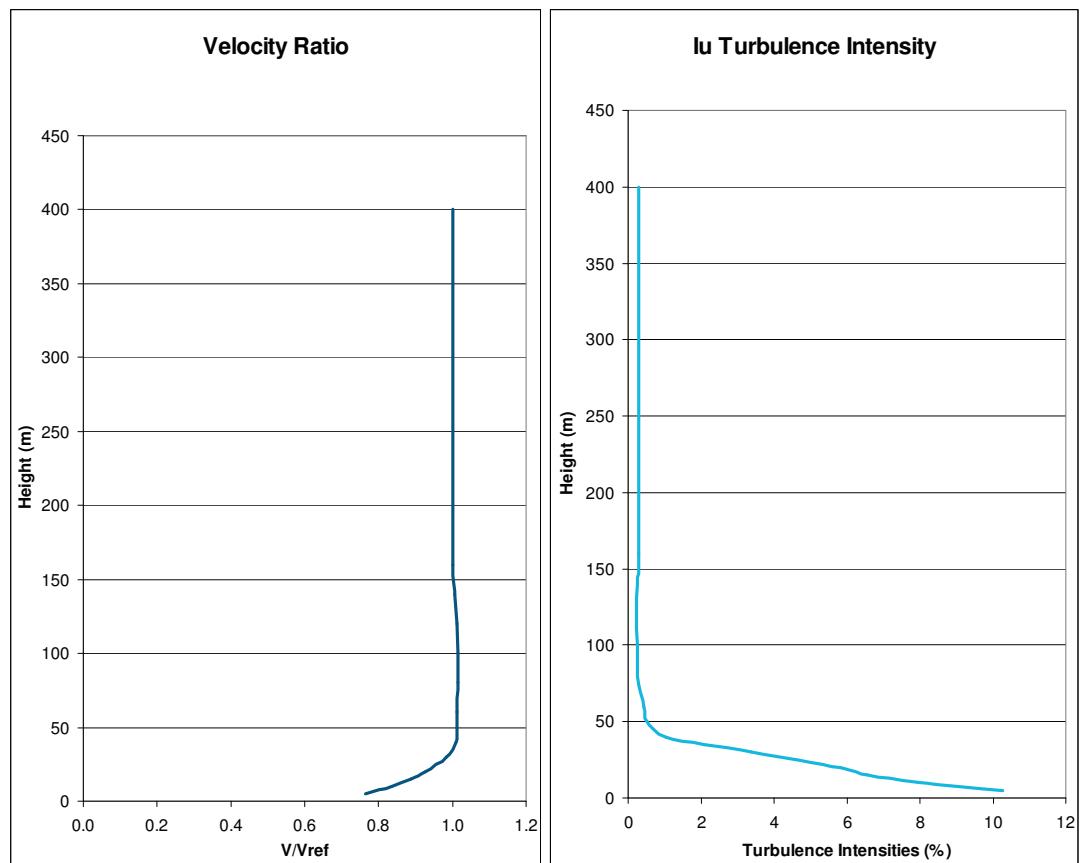 Velocity Ratio
450
400
350
300
250
200
150
100
50
0
Height (m)
0.0 0.2 0.4 0.6 0.8 1.0 1.2
V/Vref
Iu Turbulence Intensity
450
400
350
300
250
200
150
100
50
0
Height (m)
0 2 4 6 8 10 12
Turbulence Intensities (%)